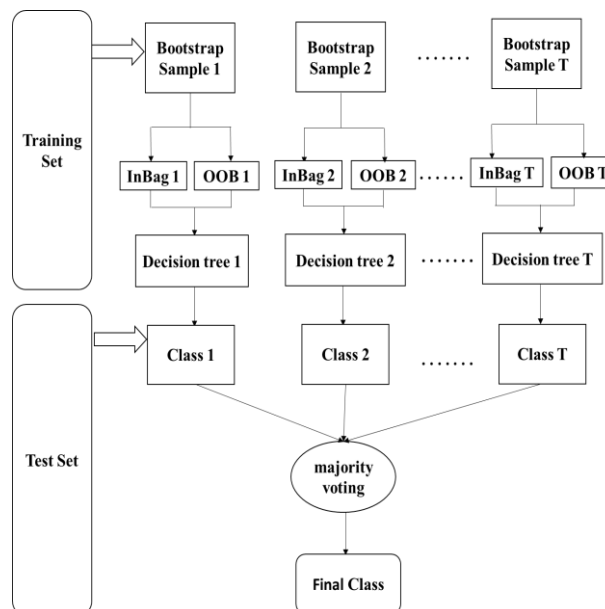 Training
Set
Bootstrap
Sample 1
Bootstrap
Sample 2
.......
Bootstrap
Sample T
InBag 1
OOB 1
InBag 2
OOB 2
......
InBag T
OOB T
Decision tree 1
Decision tree 2
.......
Decision tree T
Test Set
Class 1
Class 2
.......
Class T
majority
voting
Final Class